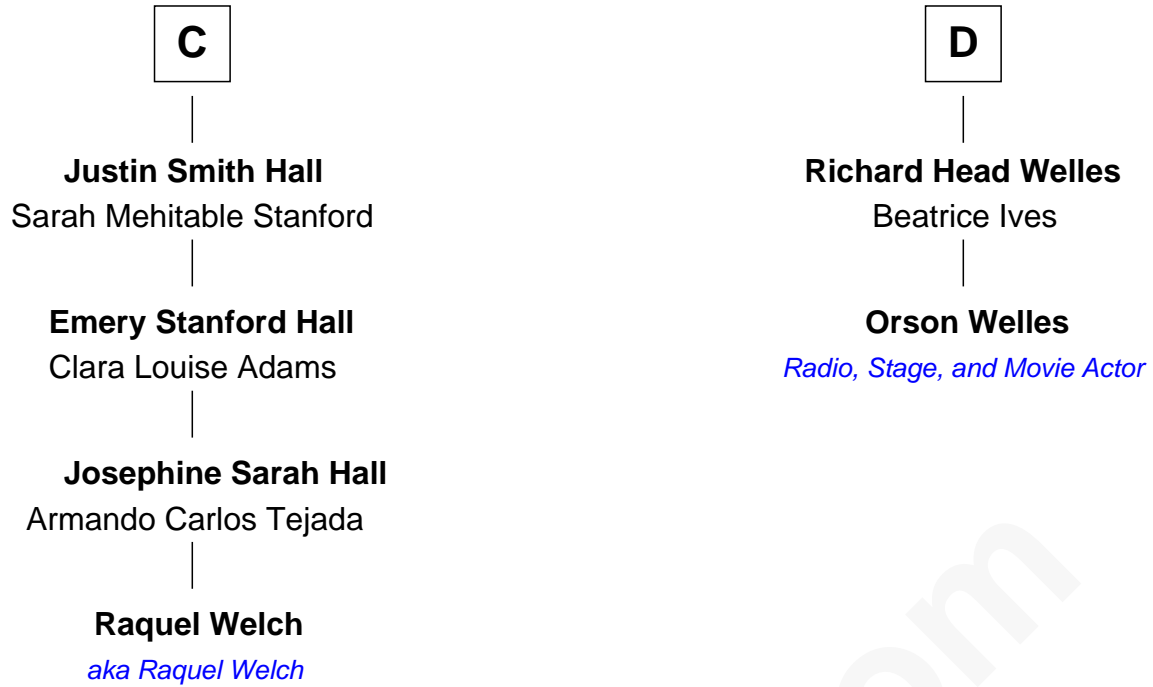 C
Justin Smith Hall
Sarah Mehitable Stanford
Emery Stanford Hall
Clara Louise Adams
Josephine Sarah Hall
Armando Carlos Tejada
Raquel Welch
aka Raquel Welch
D
Richard Head Welles
Beatrice Ives
Orson Welles
Radio, Stage, and Movie Actor
om